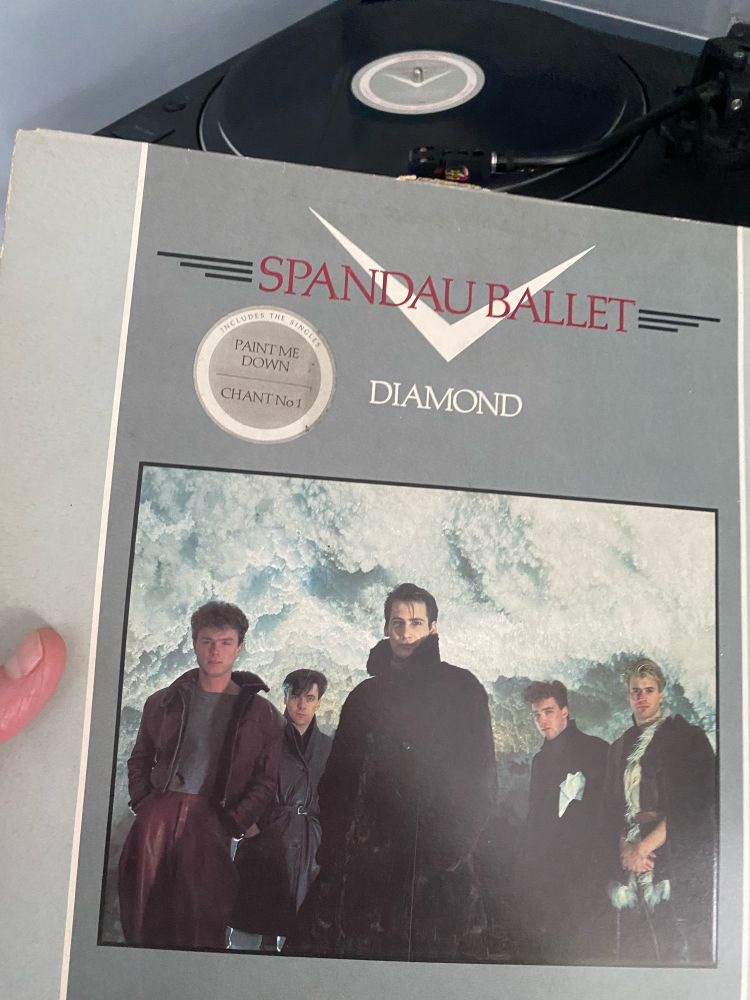 SPANDAU BALLET
INCLUDES THE SINGLES
PAINT ME
DOWN
CHANT No 1
DIAMOND